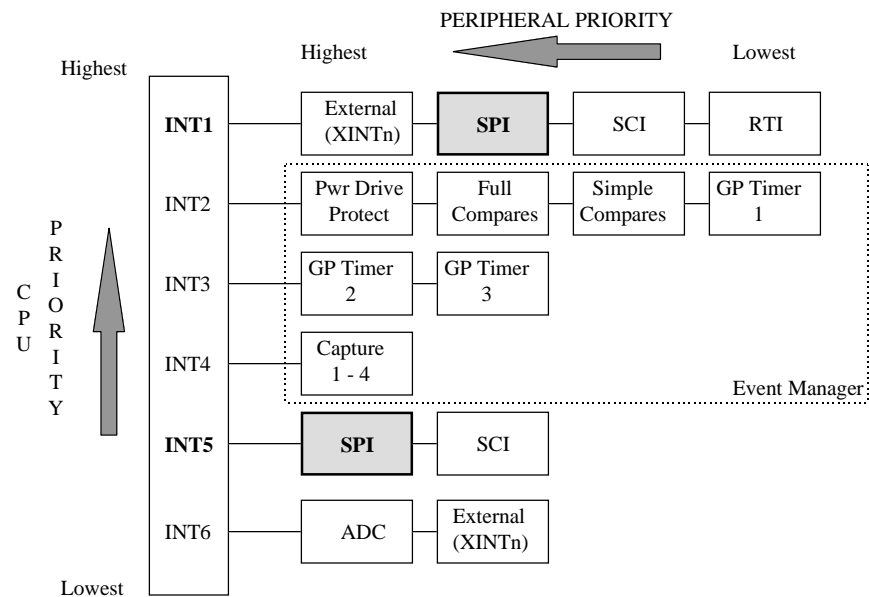 PERIPHERAL PRIORITY
Highest
Highest
Lowest
INT1
External
(XINTn)
SPI
SCI
RTI
INT2
Pwr Drive
Protect
Full
Compares
Simple
Compares
GP Timer
1
INT3
GP Timer
2
GP Timer
3
INT4
Capture
1 - 4
Event Manager
CPU
PRIORITY
INT5
SPI
SCI
INT6
ADC
External
(XINTn)
Lowest